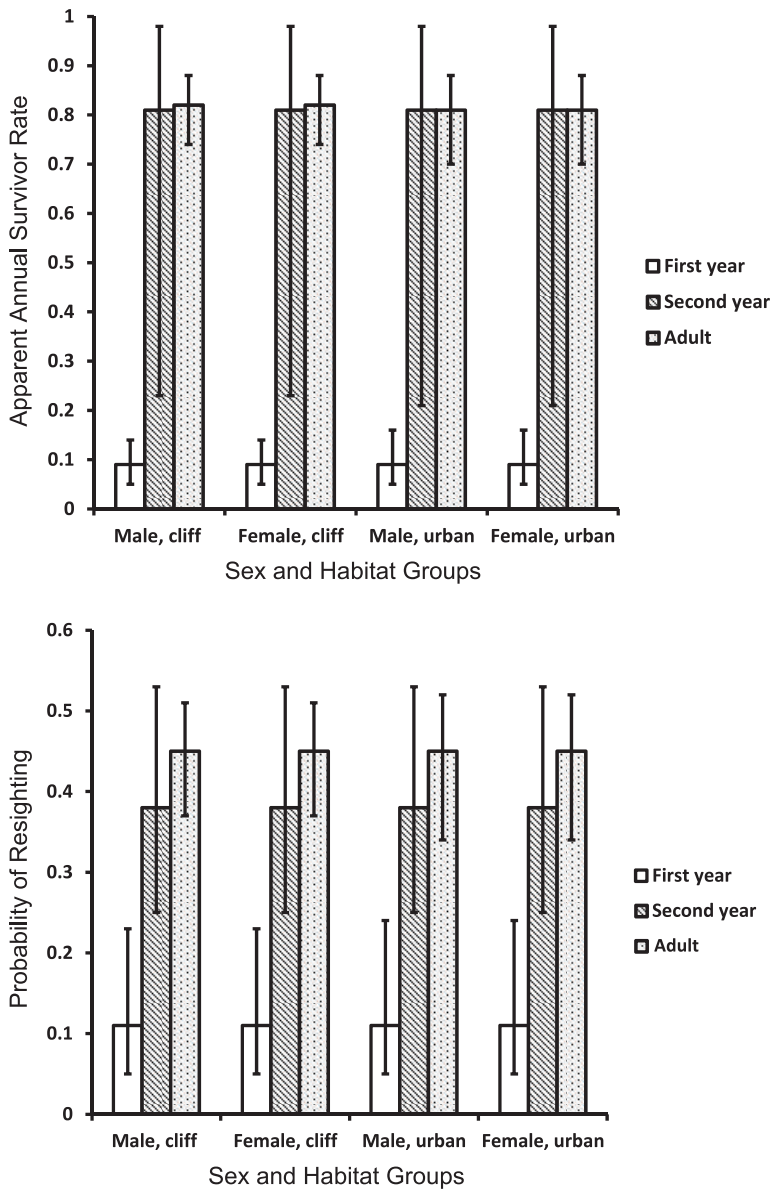 Apparent Annual Survivor Rate
1
0.9
0.8
0.7
0.6
0.5
0.4
0.3
0.2
0.1
0
Male, cliff
Female, cliff
Male, urban
Female, urban
Sex and Habitat Groups
First year
Second year
Adult
Probability of Resighting
0.6
0.5
0.4
0.3
0.2
0.1
0
Male, cliff
Female, cliff
Male, urban
Female, urban
Sex and Habitat Groups
First year
Second year
Adult